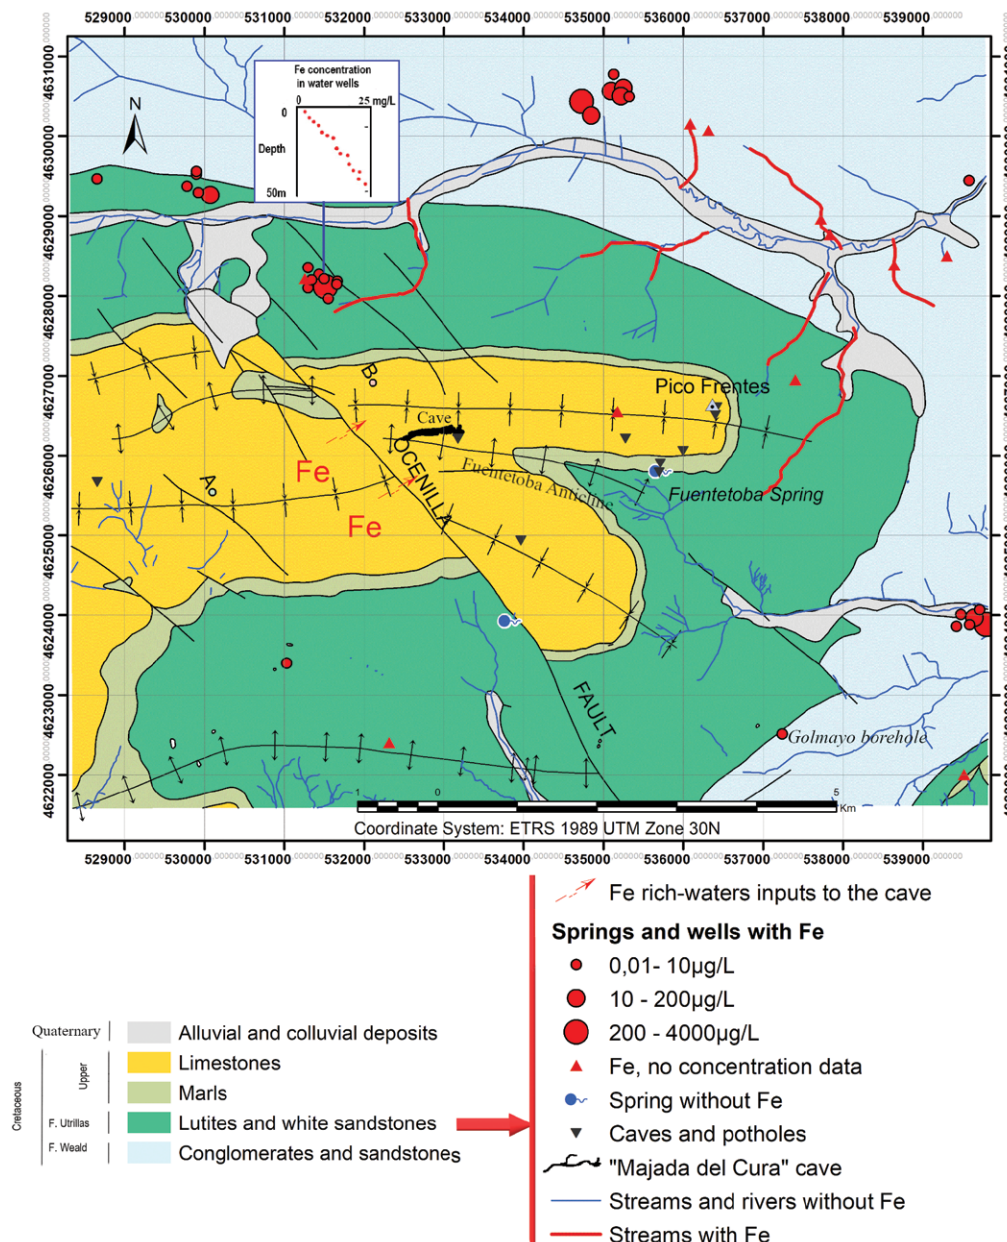 529000 530000 531000 532000 533000 534000 535000 536000 537000 538000 539000
4631000
4630000
4629000
4628000
4627000
4626000
4625000
4624000
4623000
4622000
Fe concentration
in water wells
0 25 mg/L
0
Depth
50m
N
B
Pico Frentes
Cave
Fe
A
OCENILLA
Fuentetoba Anticline
Fuentetoba Spring
Fe
FAULT
Golmayo borehole
1 0 5
Km
Coordinate System: ETRS 1989 UTM Zone 30N
529000 530000 531000 532000 533000 534000 535000 536000 537000 538000 539000
Fe rich-waters inputs to the cave
Springs and wells with Fe
0,01- 10µg/L
10 - 200µg/L
200 - 4000µg/L
Fe, no concentration data
Spring without Fe
Caves and potholes
"Majada del Cura" cave
Streams and rivers without Fe
Streams with Fe
Quaternary Alluvial and colluvial deposits
Cretaceous
Upper
Limestones
Marls
F. Utrillas Lutites and white sandstones
F. Weald Conglomerates and sandstones